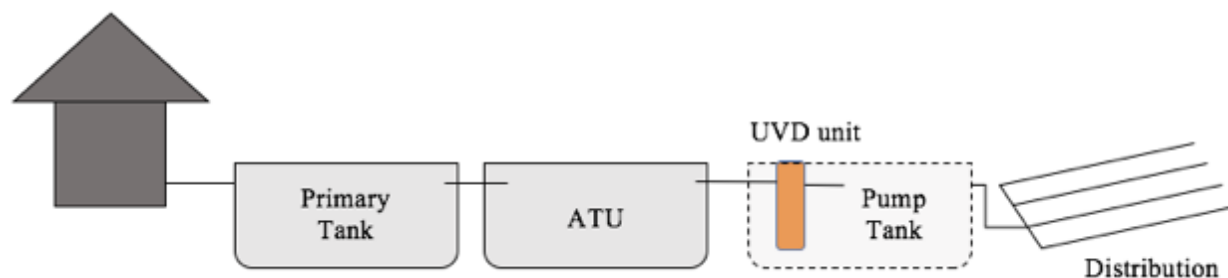 UVD unit
Primary
Tank
ATU
Pump
Tank
Distribution